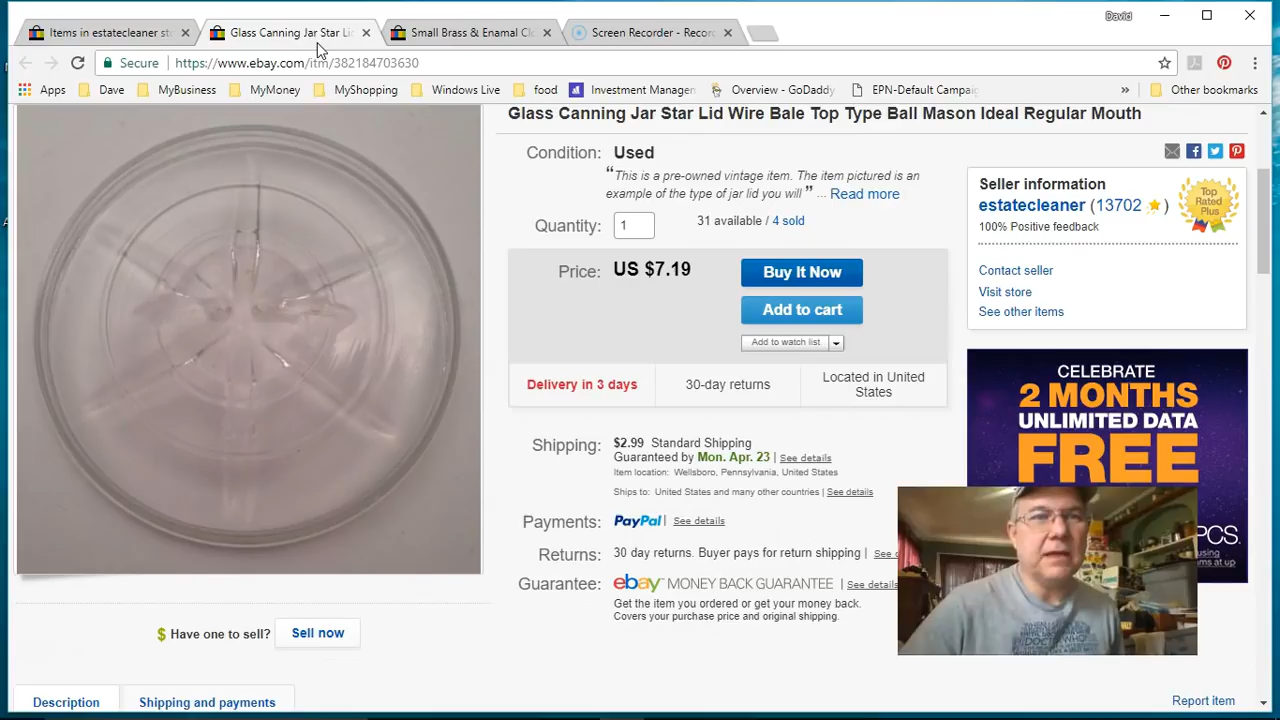 David
Items in estatecleaner st
Glass Canning Jar Star Li
Small Brass & Enamal Cl
Screen Recorder - Record
Secure
https://www.ebay.com/itm/382184703630
Apps
Dave
MyBusiness
MyMoney
MyShopping
Windows Live
food
Investment Manager
Overview - GoDaddy
EPN-Default Campaig
»
Other bookmarks
Glass Canning Jar Star Lid Wire Bale Top Type Ball Mason Ideal Regular Mouth
Condition: Used
“This is a pre-owned vintage item. The item pictured is an
example of the type of jar lid you will ” ... Read more
Quantity: 1 31 available / 4 sold
Price: US $7.19
Buy It Now
Add to cart
Add to watch list
Delivery in 3 days
30-day returns
Located in United
States
Shipping: $2.99 Standard Shipping
Guaranteed by Mon. Apr. 23 | See details
Item location: Wellsboro, Pennsylvania, United States
Ships to: United States and many other countries | See details
Payments: PayPal | See details
Returns: 30 day returns. Buyer pays for return shipping | See
Guarantee: ebay MONEY BACK GUARANTEE | See details
Get the item you ordered or get your money back.
Covers your purchase price and original shipping.
Seller information
estatecleaner (13702 )
100% Positive feedback
Top
Rated
Plus
Contact seller
Visit store
See other items
CELEBRATE
2 MONTHS
UNLIMITED DATA
FREE
PCS.
using
ms at up
$ Have one to sell? Sell now
Description
Shipping and payments
Report item